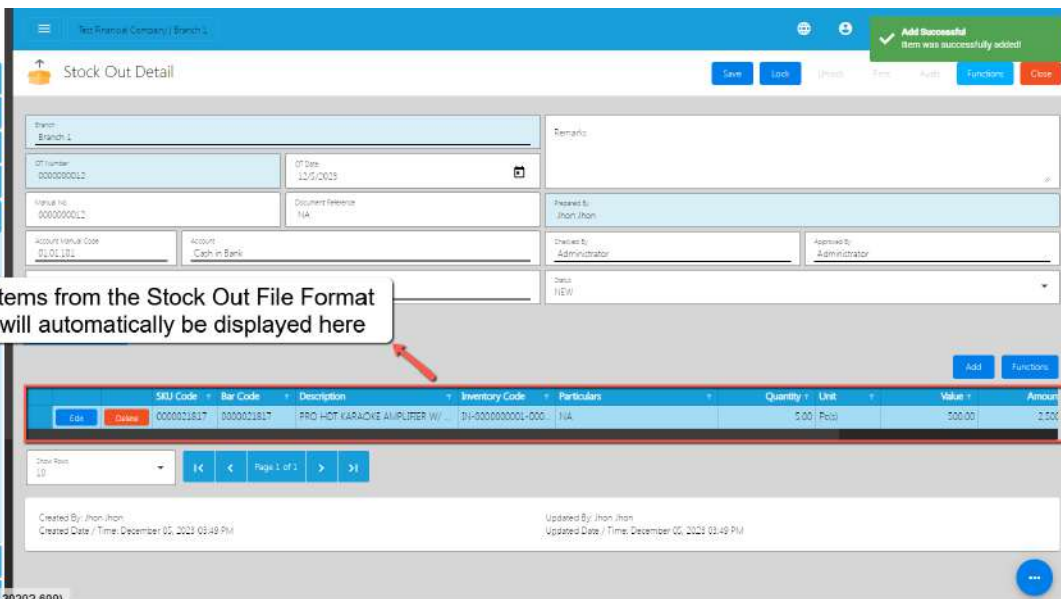 Test Financial Company | Branch 1
Add Successful
Item was successfully added!
Stock Out Detail
Save Lock Unlock Print Audit Functions Close
Branch
Branch 1
Remarks
OT Number
0000000012
OT Date
12/5/2023
Manual No.
0000000012
Document Reference
NA
Prepared By
Jhon Jhon
Account Manual Code
01.01.101
Account
Cash in Bank
Checked By
Administrator
Approved By
Administrator
Status
NEW
tems from the Stock Out File Format
will automatically be displayed here
Add Functions
SKU Code Bar Code Description Inventory Code Particulars Quantity Unit Value Amoun
Edit Delete 0000021817 0000021817 PRO HOT KARAOKE AMPLIFIER W/ ... IN-0000000001-000... NA 5.00 Pc(s) 500.00 2,500
Show Rows
10
Page 1 of 1
Created By: Jhon Jhon
Created Date / Time: December 05, 2023 03:49 PM
Updated By: Jhon Jhon
Updated Date / Time: December 05, 2023 03:49 PM